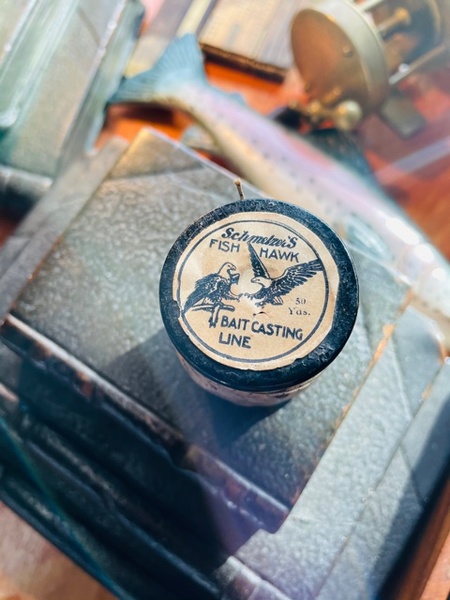 Schmelzer'S
FISH HAWK
50
Yds.
BAIT CASTING
LINE